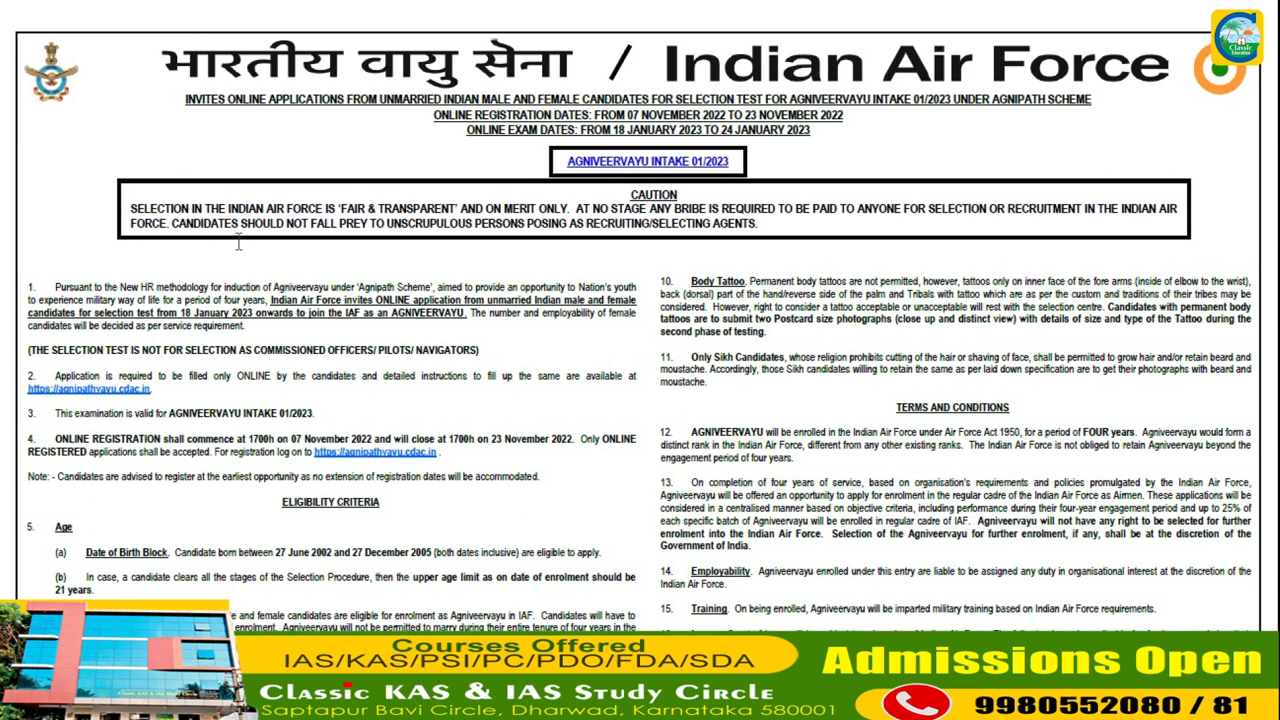 Classic
Education
भारतीय वायु सेना / Indian Air Force
INVITES ONLINE APPLICATIONS FROM UNMARRIED INDIAN MALE AND FEMALE CANDIDATES FOR SELECTION TEST FOR AGNIVEERVAYU INTAKE 01/2023 UNDER AGNIPATH SCHEME
ONLINE REGISTRATION DATES: FROM 07 NOVEMBER 2022 TO 23 NOVEMBER 2022
ONLINE EXAM DATES: FROM 18 JANUARY 2023 TO 24 JANUARY 2023
AGNIVEERVAYU INTAKE 01/2023
CAUTION
SELECTION IN THE INDIAN AIR FORCE IS 'FAIR & TRANSPARENT' AND ON MERIT ONLY. AT NO STAGE ANY BRIBE IS REQUIRED TO BE PAID TO ANYONE FOR SELECTION OR RECRUITMENT IN THE INDIAN AIR
FORCE. CANDIDATES SHOULD NOT FALL PREY TO UNSCRUPULOUS PERSONS POSING AS RECRUITING/SELECTING AGENTS.
1. Pursuant to the New HR methodology for induction of Agniveervayu under 'Agnipath Scheme', aimed to provide an opportunity to Nation's youth
to experience military way of life for a period of four years, Indian Air Force invites ONLINE application from unmarried Indian male and female
candidates for selection test from 18 January 2023 onwards to join the IAF as an AGNIVEERVAYU. The number and employability of female
candidates will be decided as per service requirement.
(THE SELECTION TEST IS NOT FOR SELECTION AS COMMISSIONED OFFICERS/ PILOTS/ NAVIGATORS)
2. Application is required to be filled only ONLINE by the candidates and detailed instructions to fill up the same are available at
https://agnipathvayu.cdac.in.
3. This examination is valid for AGNIVEERVAYU INTAKE 01/2023.
4. ONLINE REGISTRATION shall commence at 1700h on 07 November 2022 and will close at 1700h on 23 November 2022. Only ONLINE
REGISTERED applications shall be accepted. For registration log on to https://agnipathvayu.cdac.in .
Note: - Candidates are advised to register at the earliest opportunity as no extension of registration dates will be accommodated.
ELIGIBILITY CRITERIA
5. Age
(a) Date of Birth Block. Candidate born between 27 June 2002 and 27 December 2005 (both dates inclusive) are eligible to apply.
(b) In case, a candidate clears all the stages of the Selection Procedure, then the upper age limit as on date of enrolment should be
21 years.
e and female candidates are eligible for enrolment as Agniveervayu in IAF. Candidates will have to
enrolment. Agniveervayu will not be permitted to marry during their entire tenure of four years in the
10. Body Tattoo. Permanent body tattoos are not permitted, however, tattoos only on inner face of the fore arms (inside of elbow to the wrist),
back (dorsal) part of the hand/reverse side of the palm and Tribals with tattoo which are as per the custom and traditions of their tribes may be
considered. However, right to consider a tattoo acceptable or unacceptable will rest with the selection centre. Candidates with permanent body
tattoos are to submit two Postcard size photographs (close up and distinct view) with details of size and type of the Tattoo during the
second phase of testing.
11. Only Sikh Candidates, whose religion prohibits cutting of the hair or shaving of face, shall be permitted to grow hair and/or retain beard and
moustache. Accordingly, those Sikh candidates willing to retain the same as per laid down specification are to get their photographs with beard and
moustache.
TERMS AND CONDITIONS
12. AGNIVEERVAYU will be enrolled in the Indian Air Force under Air Force Act 1950, for a period of FOUR years. Agniveervayu would form a
distinct rank in the Indian Air Force, different from any other existing ranks. The Indian Air Force is not obliged to retain Agniveervayu beyond the
engagement period of four years.
13. On completion of four years of service, based on organisation's requirements and policies promulgated by the Indian Air Force,
Agniveervayu will be offered an opportunity to apply for enrolment in the regular cadre of the Indian Air Force as Airmen. These applications will be
considered in a centralised manner based on objective criteria, including performance during their four-year engagement period and up to 25% of
each specific batch of Agniveervayu will be enrolled in regular cadre of IAF. Agniveervayu will not have any right to be selected for further
enrolment into the Indian Air Force. Selection of the Agniveervayu for further enrolment, if any, shall be at the discretion of the
Government of India.
14. Employability. Agniveervayu enrolled under this entry are liable to be assigned any duty in organisational interest at the discretion of the
Indian Air Force.
15. Training. On being enrolled, Agniveervayu will be imparted military training based on Indian Air Force requirements.
Courses Offered
IAS/KAS/PSI/PC/PDO/FDA/SDA
Classic KAS & IAS Study Circle
Saptapur Bavi Circle, Dharwad, Karnataka 580001
Admissions Open
9980552080 / 81